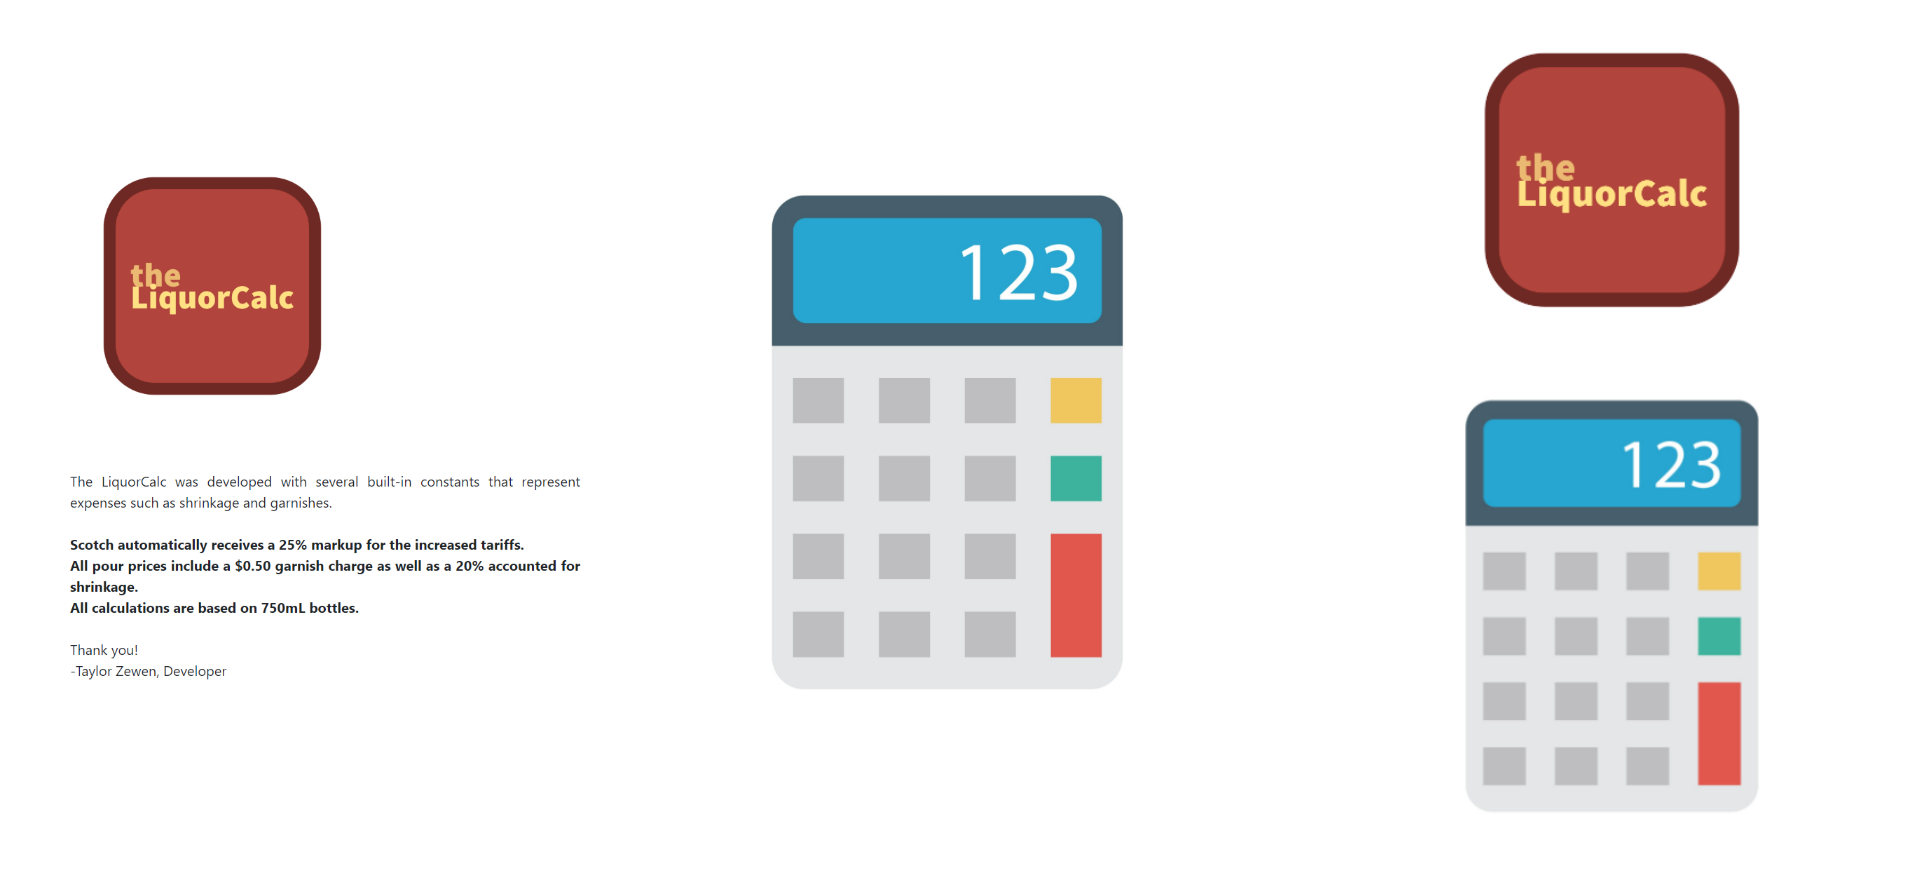 the
LiquorCalc
The LiquorCalc was developed with several built-in constants that represent
expenses such as shrinkage and garnishes.
Scotch automatically receives a 25% markup for the increased tariffs.
All pour prices include a $0.50 garnish charge as well as a 20% accounted for
shrinkage.
All calculations are based on 750mL bottles.
Thank you!
-Taylor Zewen, Developer
123
the
LiquorCalc
123